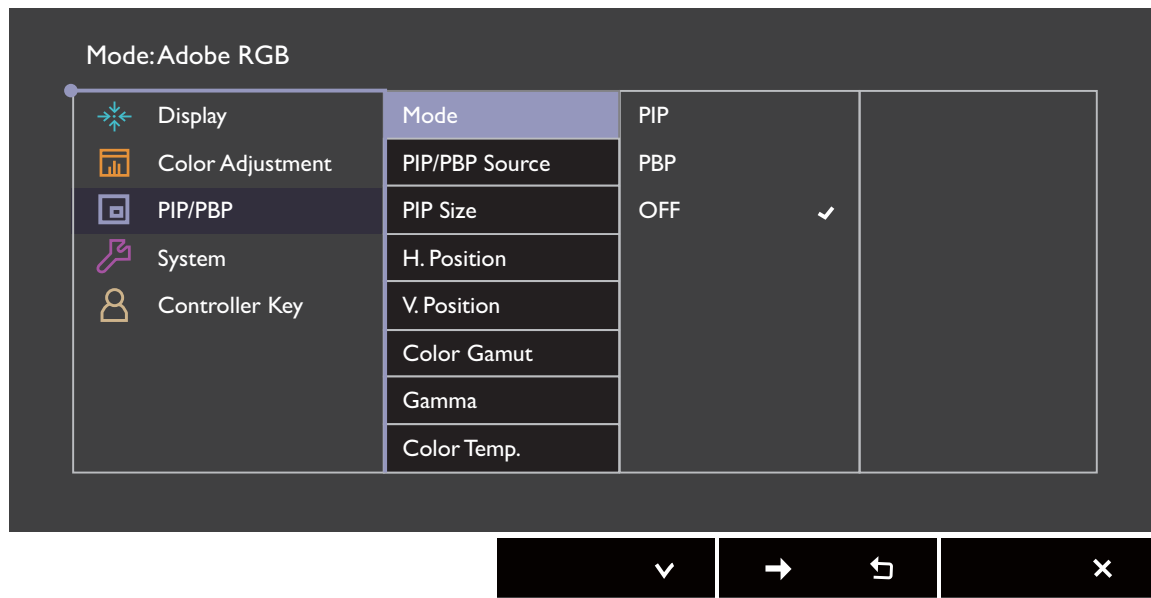 Mode: Adobe RGB
Display
Color Adjustment
PIP/PBP
System
Controller Key
Mode
PIP/PBP Source
PIP Size
H. Position
V. Position
Color Gamut
Gamma
Color Temp.
PIP
PBP
OFF